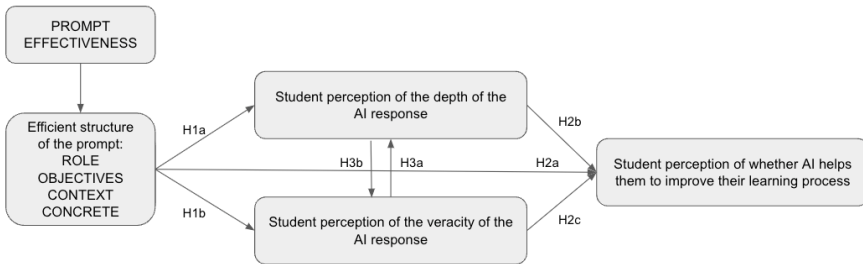 PROMPT
EFFECTIVENESS
Efficient structure
of the prompt:
ROLE
OBJECTIVES
CONTEXT
CONCRETE
H1a
H1b
Student perception of the depth of the
AI response
H3b
H3a
H2a
Student perception of the veracity of the
AI response
H2b
H2c
Student perception of whether AI helps
them to improve their learning process